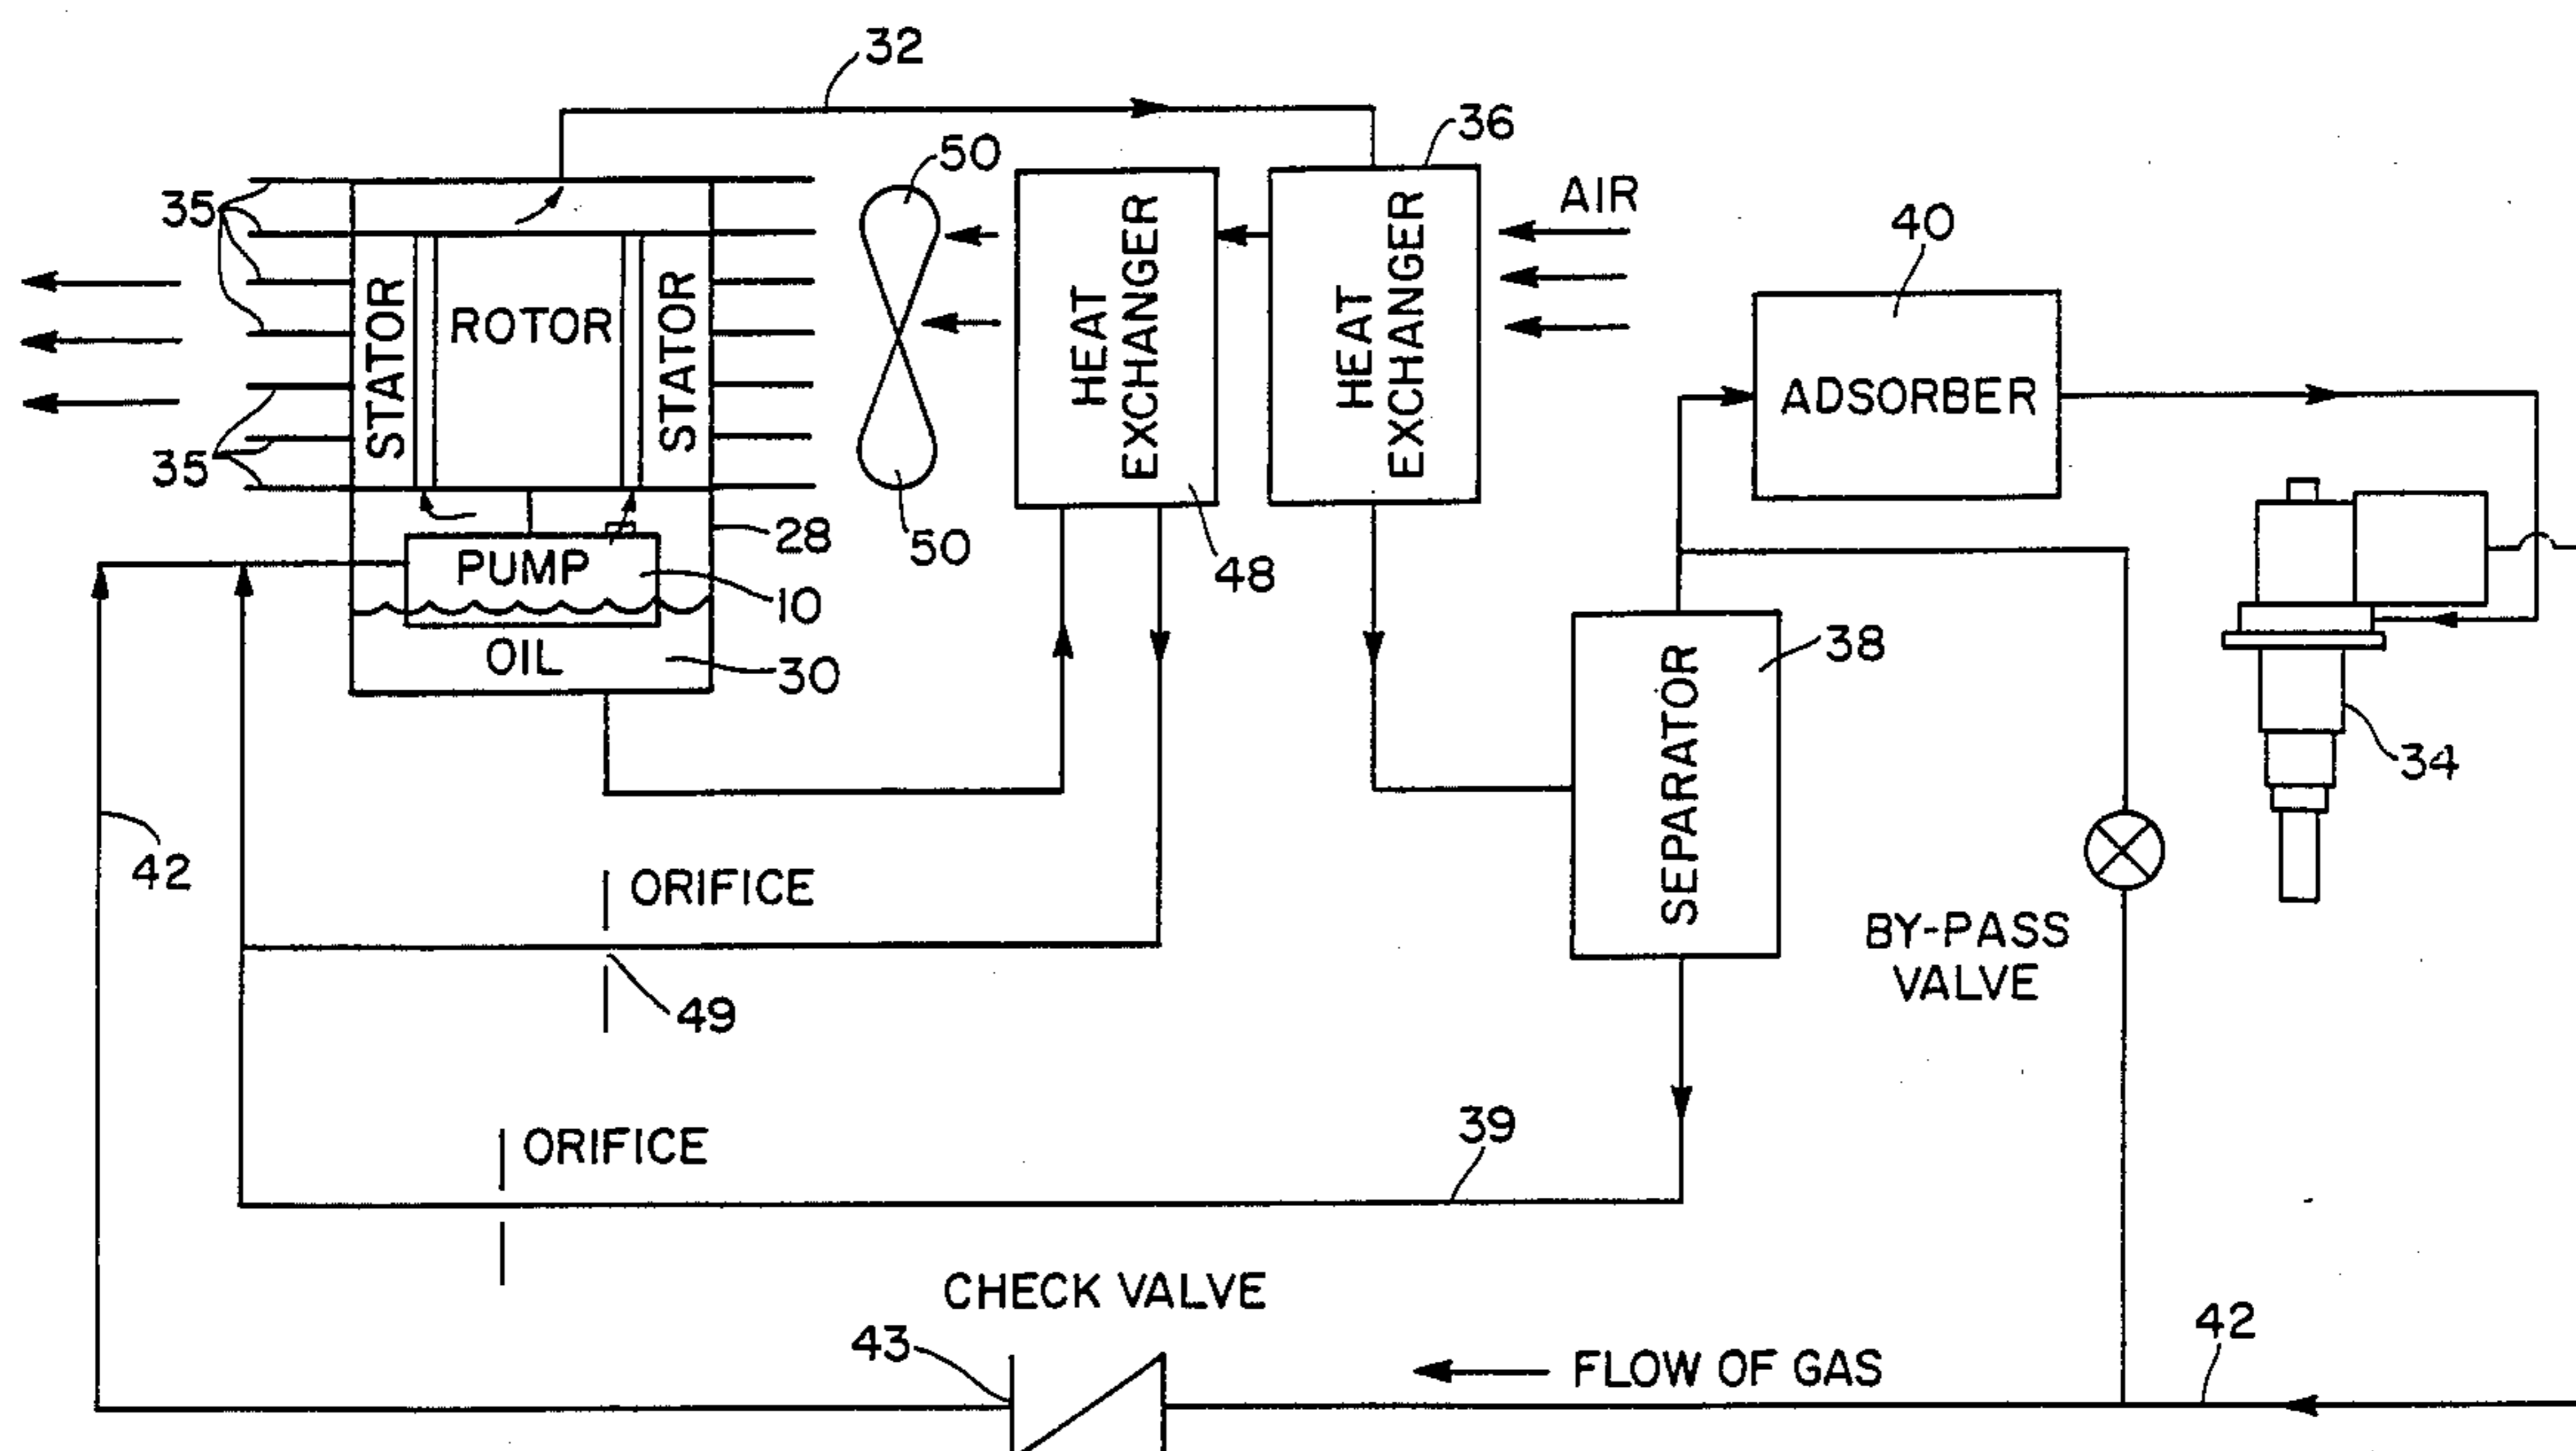 32
36
50
35
AIR
40
HEAT
EXCHANGER
HEAT
EXCHANGER
STATOR
ROTOR
STATOR
ADSORBER
35
28
50
48
PUMP
10
OIL
30
38
SEPARATOR
34
42
ORIFICE
BY-PASS
VALVE
49
39
ORIFICE
CHECK VALVE
43
42
FLOW OF GAS